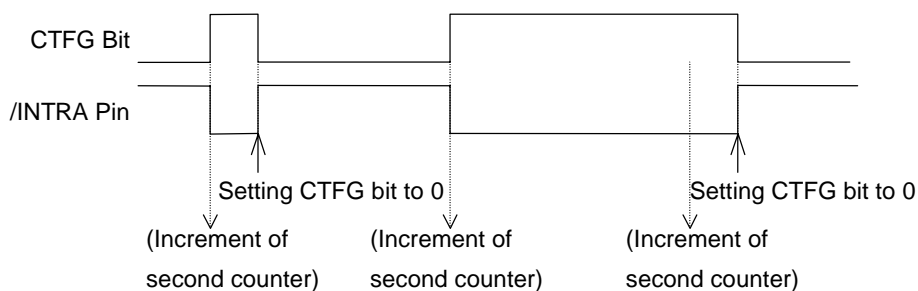 CTFG Bit
/INTRA Pin
Setting CTFG bit to 0
Setting CTFG bit to 0
(Increment of
second counter)
(Increment of
second counter)
(Increment of
second counter)